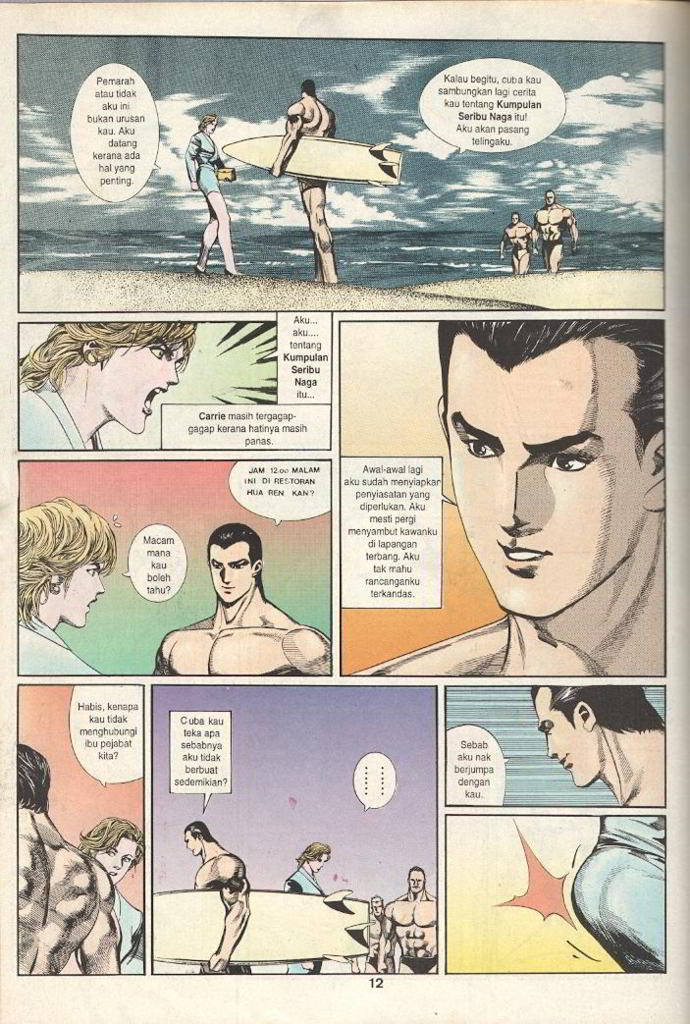 Pemarah
atau tidak
aku ini
bukan urusan
kau. Aku
datang
kerana ada
hal yang
penting.
Kalau begitu, cuba kau
sambungkan lagi cerita
kau tentang Kumpulan
Seribu Naga itu!
Aku akan pasang
telingaku.
Aku...
aku....
tentang
Kumpulan
Seribu
Naga
itu...
Carrie masih tergagap-
gagap kerana hatinya masih
panas.
Awal-awal lagi
aku sudah menyiapkan
penyiasatan yang
diperlukan. Aku
mesti pergi
menyambut kawanku
di lapangan
terbang. Aku
tak mahu
rancanganku
terkandas.
JAM 12.00 MALAM
INI DI RESTORAN
HUA REN KAN?
Macam
mana
kau
boleh
tahu?
Habis, kenapa
kau tidak
menghubungi
ibu pejabat
kita?
Cuba kau
teka apa
sebabnya
aku tidak
berbuat
sedemikian?
Sebab
aku nak
berjumpa
dengan
kau.
12